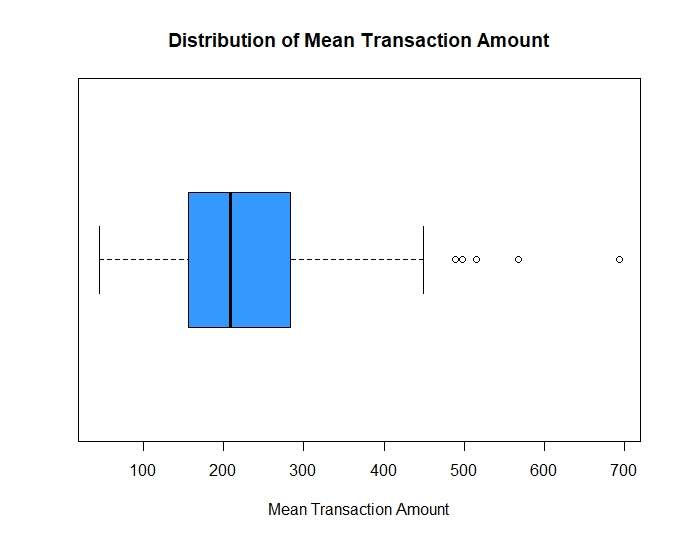 Distribution of Mean Transaction Amount
100 200 300 400 500 600 700
Mean Transaction Amount